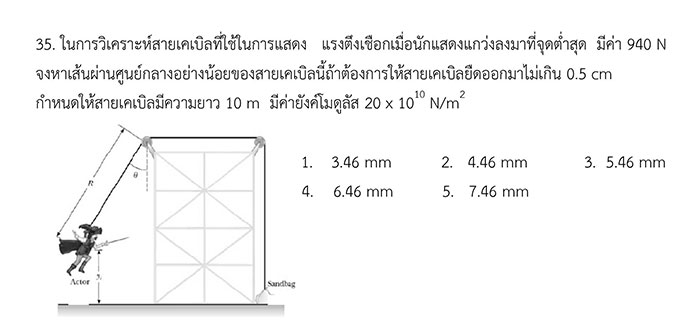 35. ในการวิเคราะห์สายเคเบิลที่ใช้ในการแสดง แรงตึงเชือกเมื่อนักแสดงแกว่งลงมาที่จุดต่ำสุด มีค่า 940 N
จงหาเส้นผ่านศูนย์กลางอย่างน้อยของสายเคเบิลนี้ถ้าต้องการให้สายเคเบิลยืดออกมาไม่เกิน 0.5 cm
กำหนดให้สายเคเบิลมีความยาว 10 m มีค่ายังค์โมดูลัส 20 x 10¹⁰ N/m²
1. 3.46 mm 2. 4.46 mm 3. 5.46 mm
4. 6.46 mm 5. 7.46 mm
R
θ
Actor
Sandbag